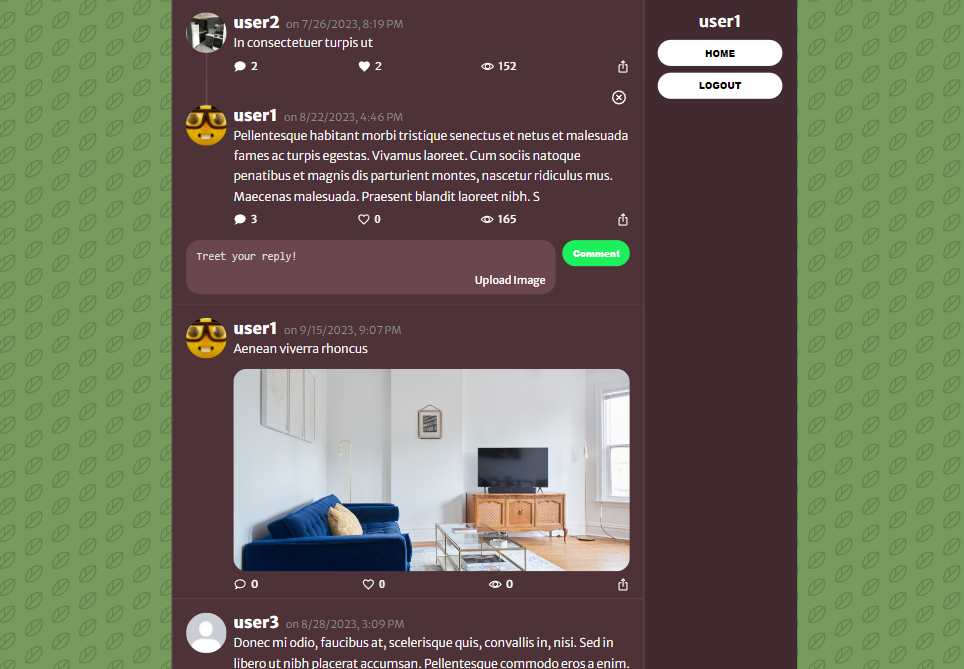 user2 on 7/26/2023, 8:19 PM
In consectetuer turpis ut
2 2 152
user1 on 8/22/2023, 4:46 PM
Pellentesque habitant morbi tristique senectus et netus et malesuada
fames ac turpis egestas. Vivamus laoreet. Cum sociis natoque
penatibus et magnis dis parturient montes, nascetur ridiculus mus.
Maecenas malesuada. Praesent blandit laoreet nibh. S
3 0 165
Treet your reply!
Comment
Upload Image
user1 on 9/15/2023, 9:07 PM
Aenean viverra rhoncus
0 0 0
user3 on 8/28/2023, 3:09 PM
Donec mi odio, faucibus at, scelerisque quis, convallis in, nisi. Sed in
libero ut nibh placerat accumsan. Pellentesque commodo eros a enim.
user1
HOME
LOGOUT